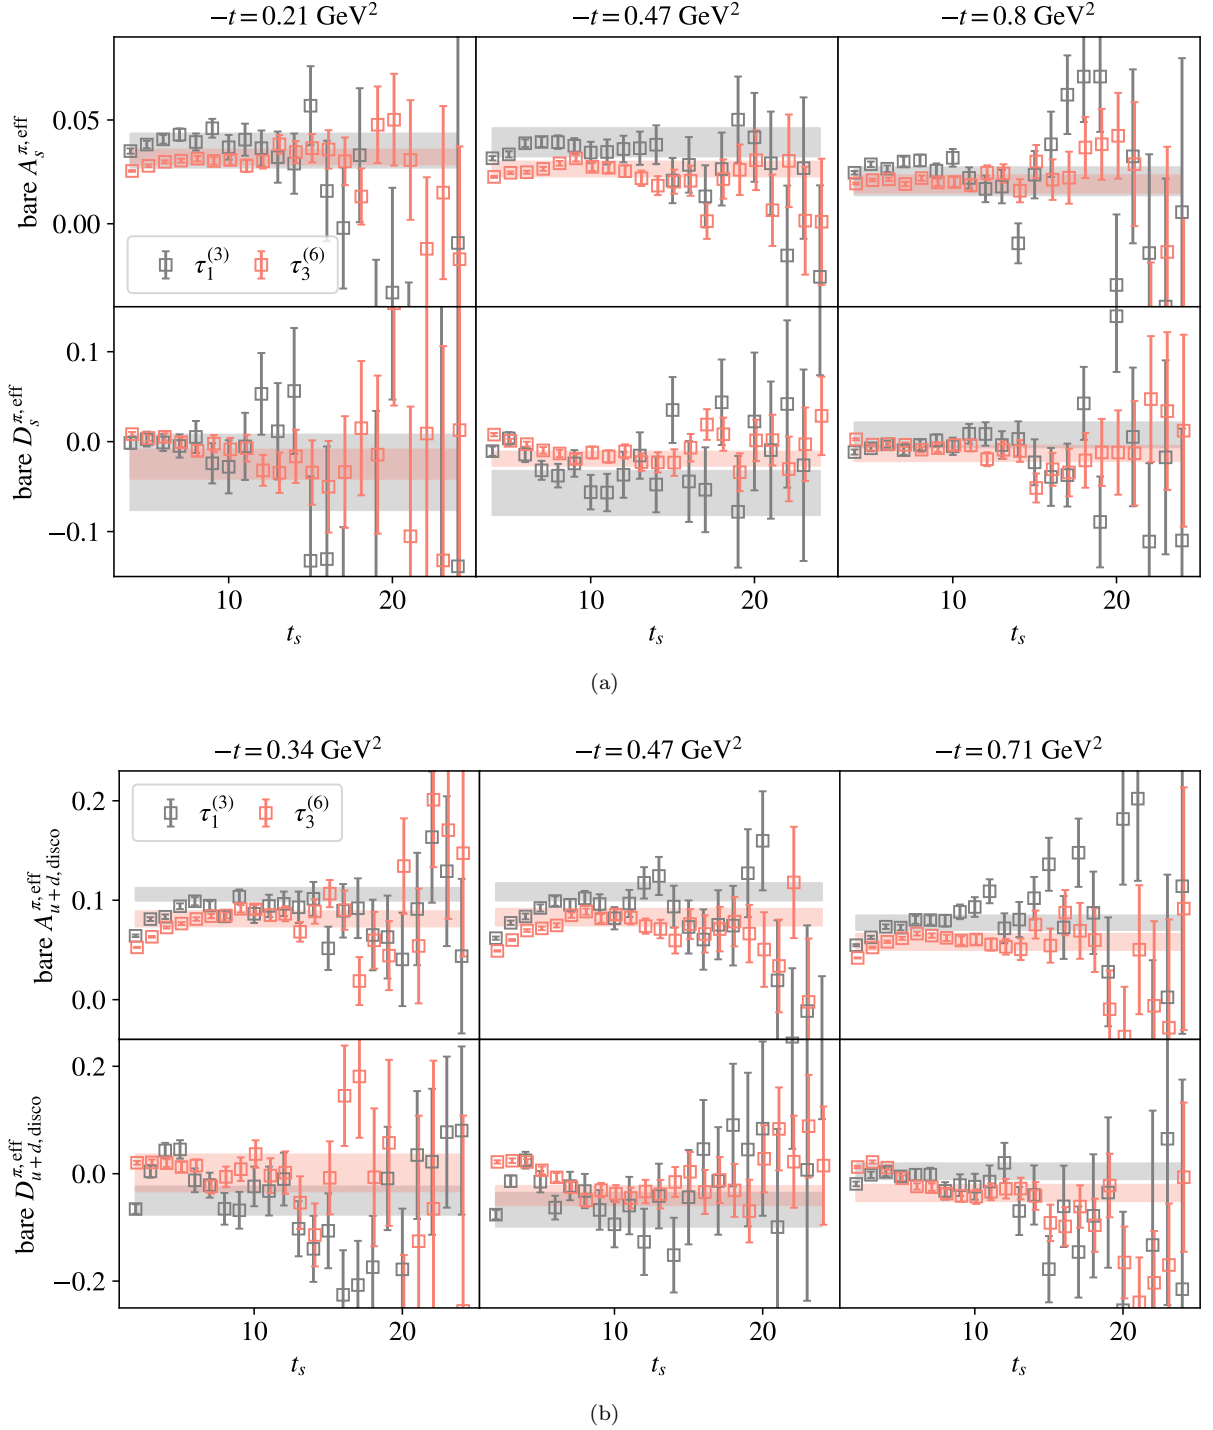 −t = 0.21 GeV² −t = 0.47 GeV² −t = 0.8 GeV²
bare A_s^{π,eff}
0.05
0.00
τ₁⁽³⁾ τ₃⁽⁶⁾
bare D_s^{π,eff}
0.1
0.0
−0.1
10 20 10 20 10 20
t_s t_s t_s
(a)
−t = 0.34 GeV² −t = 0.47 GeV² −t = 0.71 GeV²
bare A_{u+d,disco}^{π,eff}
0.2
0.1
0.0
τ₁⁽³⁾ τ₃⁽⁶⁾
bare D_{u+d,disco}^{π,eff}
0.2
0.0
−0.2
10 20 10 20 10 20
t_s t_s t_s
(b)